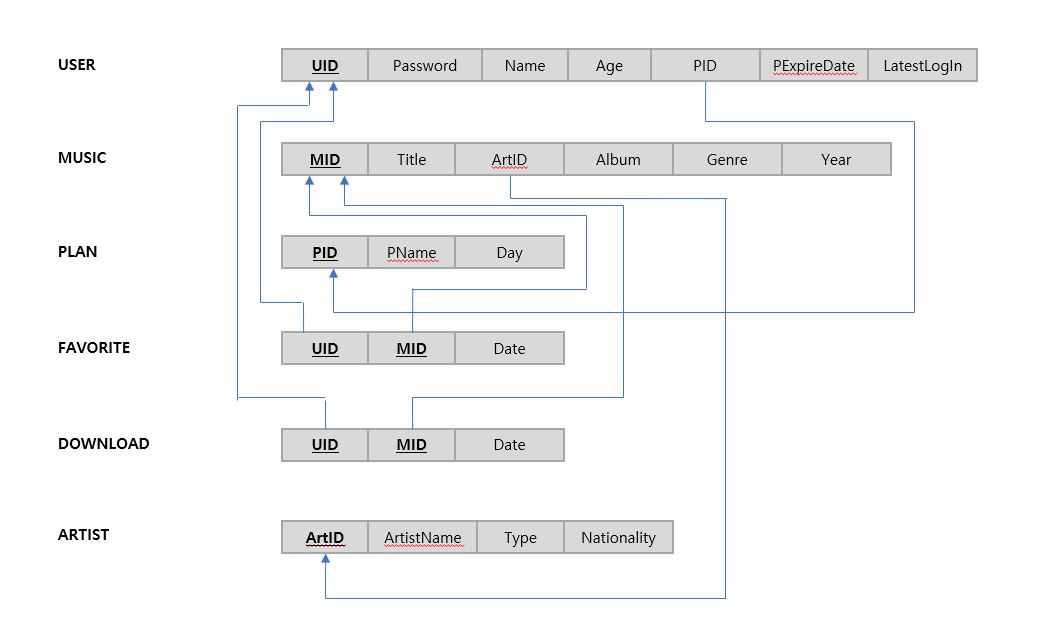 USER UID Password Name Age PID PExpireDate LatestLogIn
MUSIC MID Title ArtID Album Genre Year
PLAN PID PName Day
FAVORITE UID MID Date
DOWNLOAD UID MID Date
ARTIST ArtID ArtistName Type Nationality